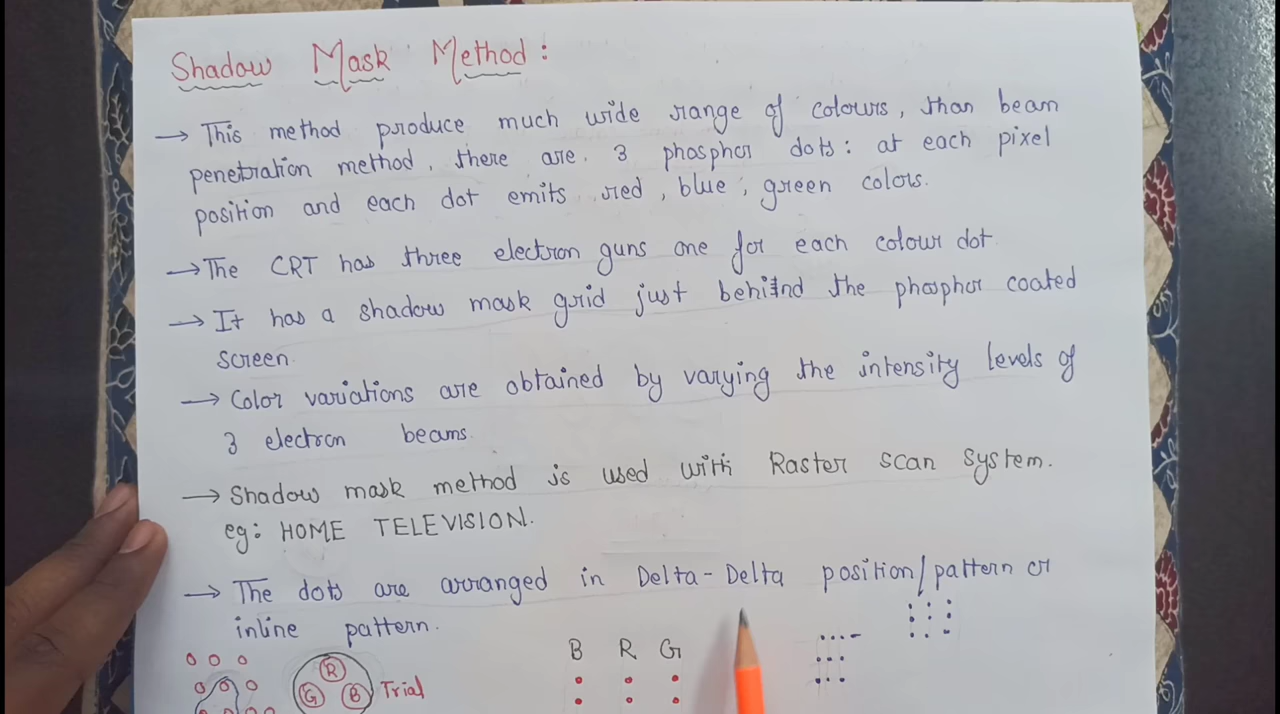 Shadow Mask Method:
→ This method produce much wide range of colours, than beam
penetration method, there are 3 phosphor dots: at each pixel
position and each dot emits red, blue, green colors.
→ The CRT has three electron guns one for each colour dot
→ It has a shadow mask grid just behind the phosphor coated
screen.
→ Color variations are obtained by varying the intensity levels of
3 electron beams.
→ Shadow mask method is used with Raster scan system.
eg: HOME TELEVISION.
→ The dots are arranged in Delta-Delta position/pattern or
inline pattern.
B R G
R
G B Trial